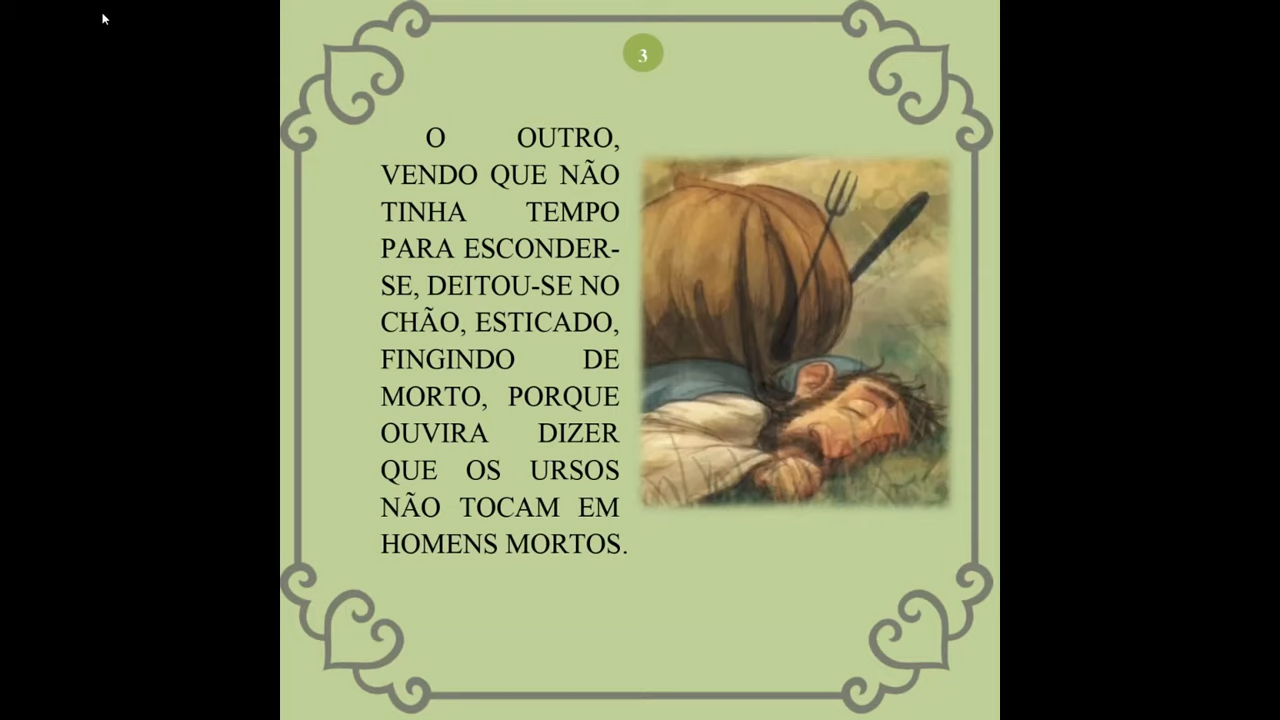 3
O OUTRO,
VENDO QUE NÃO
TINHA TEMPO
PARA ESCONDER-
SE, DEITOU-SE NO
CHÃO, ESTICADO,
FINGINDO DE
MORTO, PORQUE
OUVIRA DIZER
QUE OS URSOS
NÃO TOCAM EM
HOMENS MORTOS.